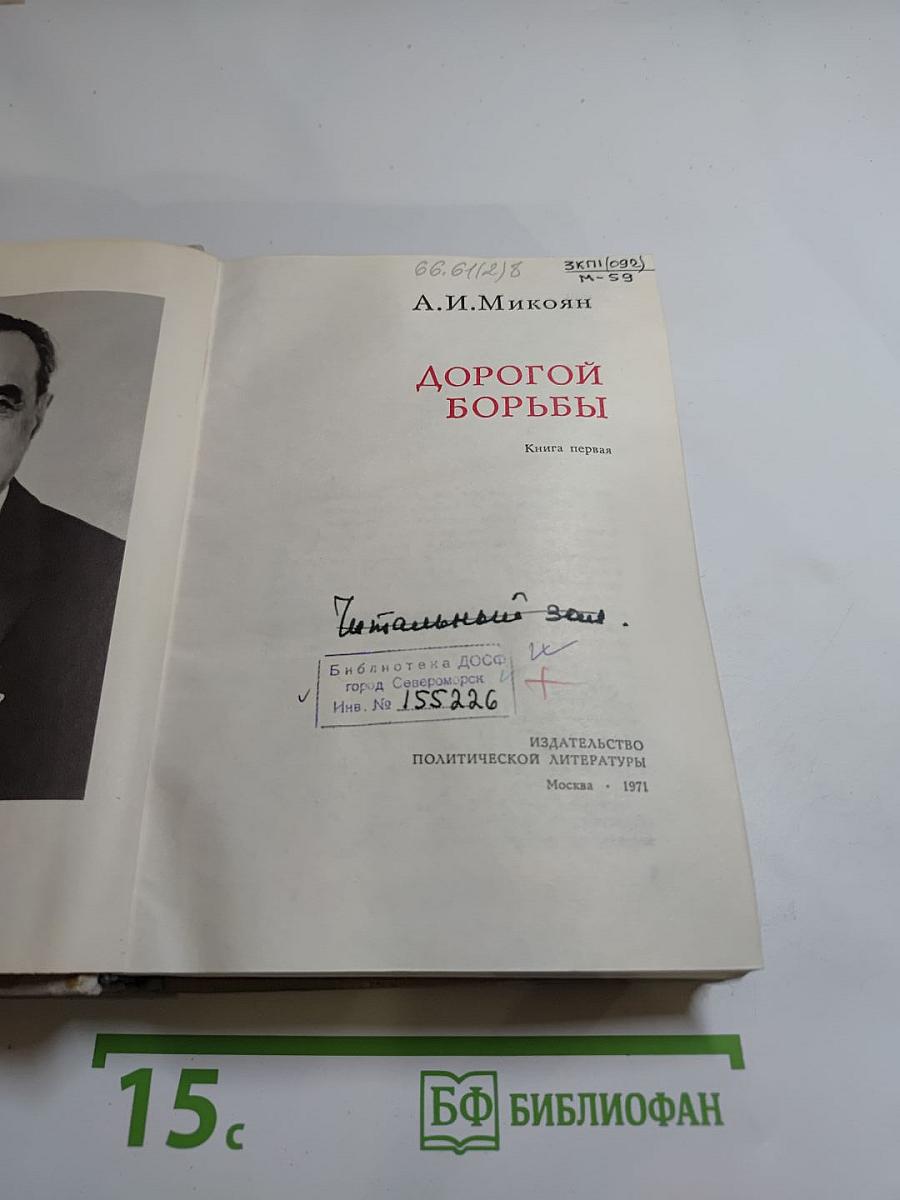 66.61(2)8
3КП1(092)
М-59
А.И.Микоян
ДОРОГОЙ
БОРЬБЫ
Книга первая
Читальный зал.
Библиотека ДОСФ
город Североморск
Инв. № 155226
ИЗДАТЕЛЬСТВО
ПОЛИТИЧЕСКОЙ ЛИТЕРАТУРЫ
Москва • 1971
15 с
БФ БИБЛИОФАН